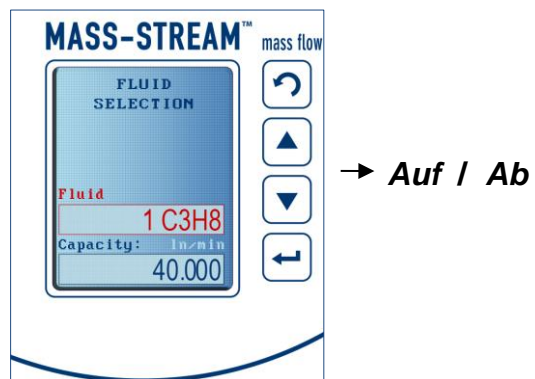 MASS-STREAM™ mass flow
FLUID
SELECTION
Fluid
1 C3H8
Capacity: ln/min
40.000
Auf / Ab